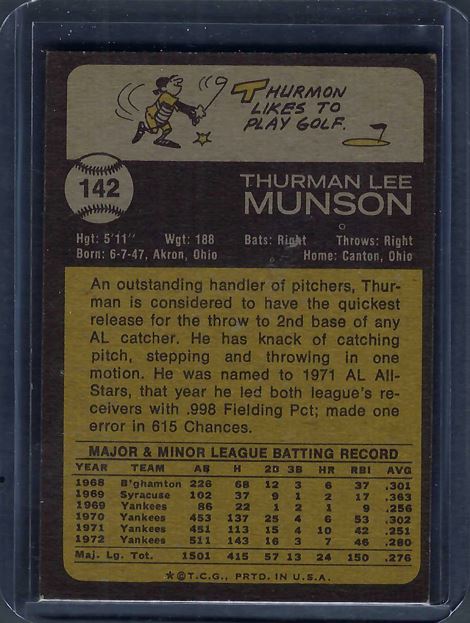 THURMON
LIKES TO
PLAY GOLF.
142
THURMAN LEE
MUNSON
Hgt: 5'11" Wgt: 188 Bats: Right Throws: Right
Born: 6-7-47, Akron, Ohio Home: Canton, Ohio
An outstanding handler of pitchers, Thur-
man is considered to have the quickest
release for the throw to 2nd base of any
AL catcher. He has knack of catching
pitch, stepping and throwing in one
motion. He was named to 1971 AL All-
Stars, that year he led both league's re-
ceivers with .998 Fielding Pct; made one
error in 615 Chances.
MAJOR & MINOR LEAGUE BATTING RECORD
YEAR TEAM AB H 2D 3B HR RBI AVG
1968 B'ghamton 226 68 12 3 6 37 .301
1969 Syracuse 102 37 9 1 2 17 .363
1969 Yankees 86 22 1 2 1 9 .256
1970 Yankees 453 137 25 4 6 53 .302
1971 Yankees 451 113 15 4 10 42 .251
1972 Yankees 511 143 16 3 7 46 .280
Maj. Lg. Tot. 1501 415 57 13 24 150 .276
★©T.C.G., PRTD. IN U.S.A.